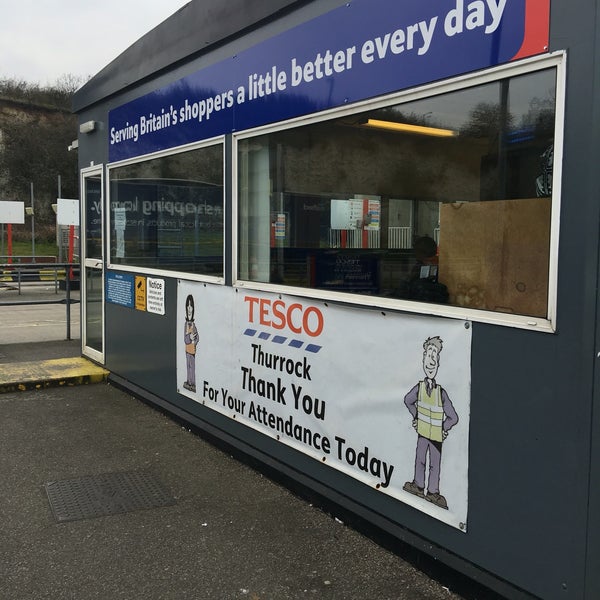 Serving Britain's shoppers a little better every day
Notice
TESCO
Thurrock
Thank You
For Your Attendance Today